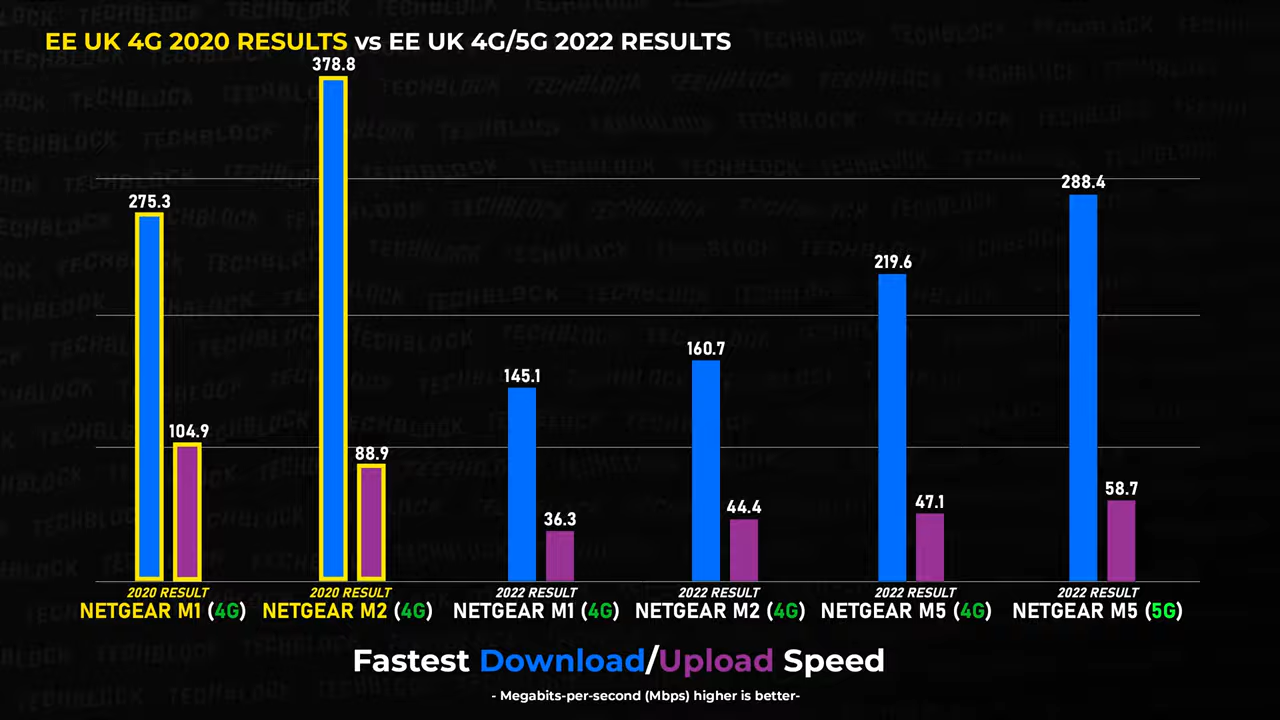 EE UK 4G 2020 RESULTS vs EE UK 4G/5G 2022 RESULTS
378.8
275.3
288.4
219.6
160.7
145.1
104.9
88.9
58.7
47.1
44.4
36.3
2020 RESULT 2020 RESULT 2022 RESULT 2022 RESULT 2022 RESULT 2022 RESULT
NETGEAR M1 (4G) NETGEAR M2 (4G) NETGEAR M1 (4G) NETGEAR M2 (4G) NETGEAR M5 (4G) NETGEAR M5 (5G)
Fastest Download/Upload Speed
- Megabits-per-second (Mbps) higher is better-
TECHBLOCK